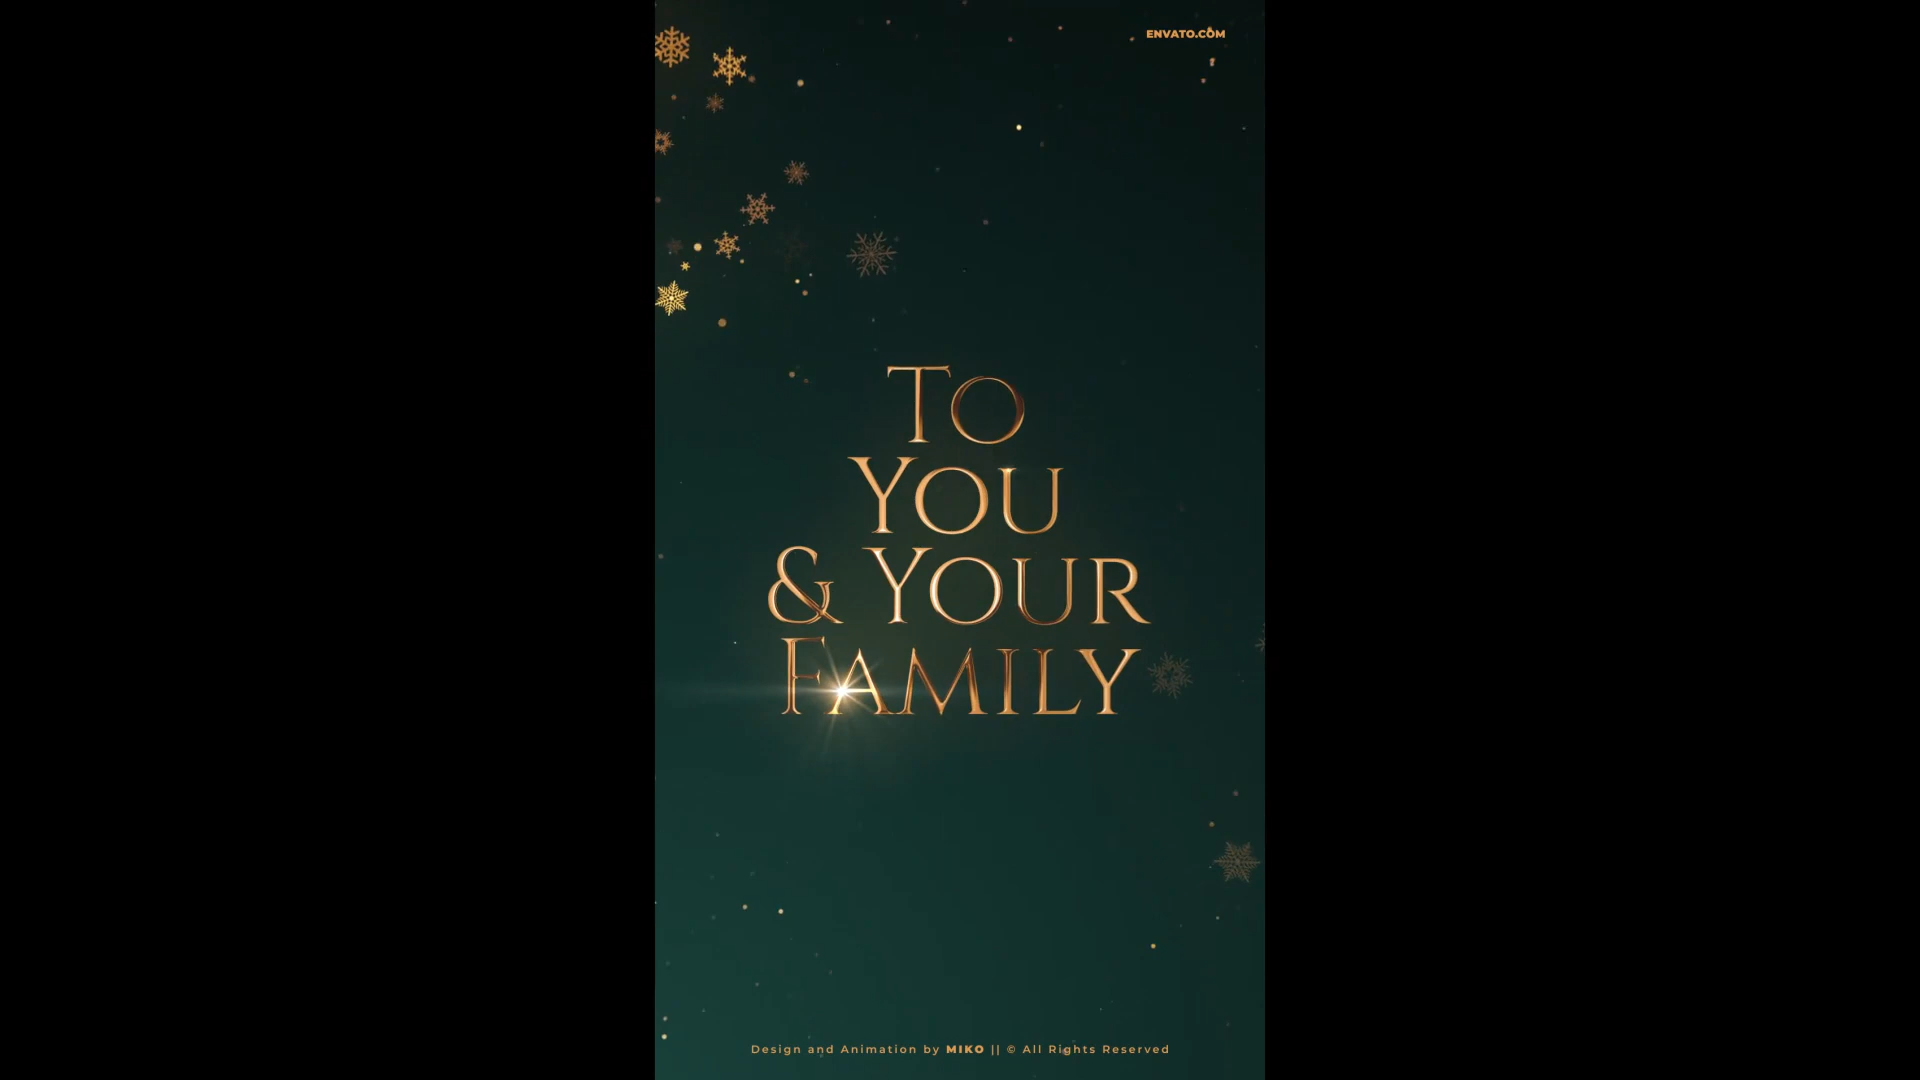 ENVATO.COM
To
You
& Your
Family
Design and Animation by MIKO || © All Rights Reserved